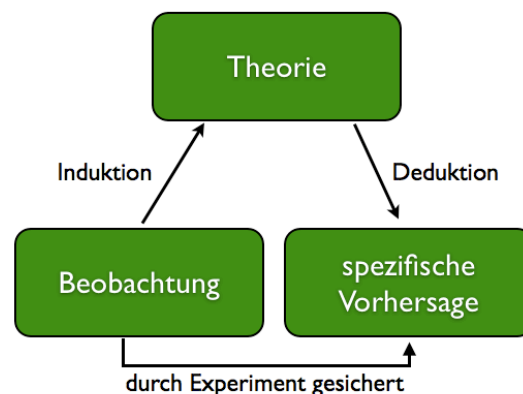 Theorie
Induktion
Deduktion
Beobachtung
spezifische
Vorhersage
durch Experiment gesichert